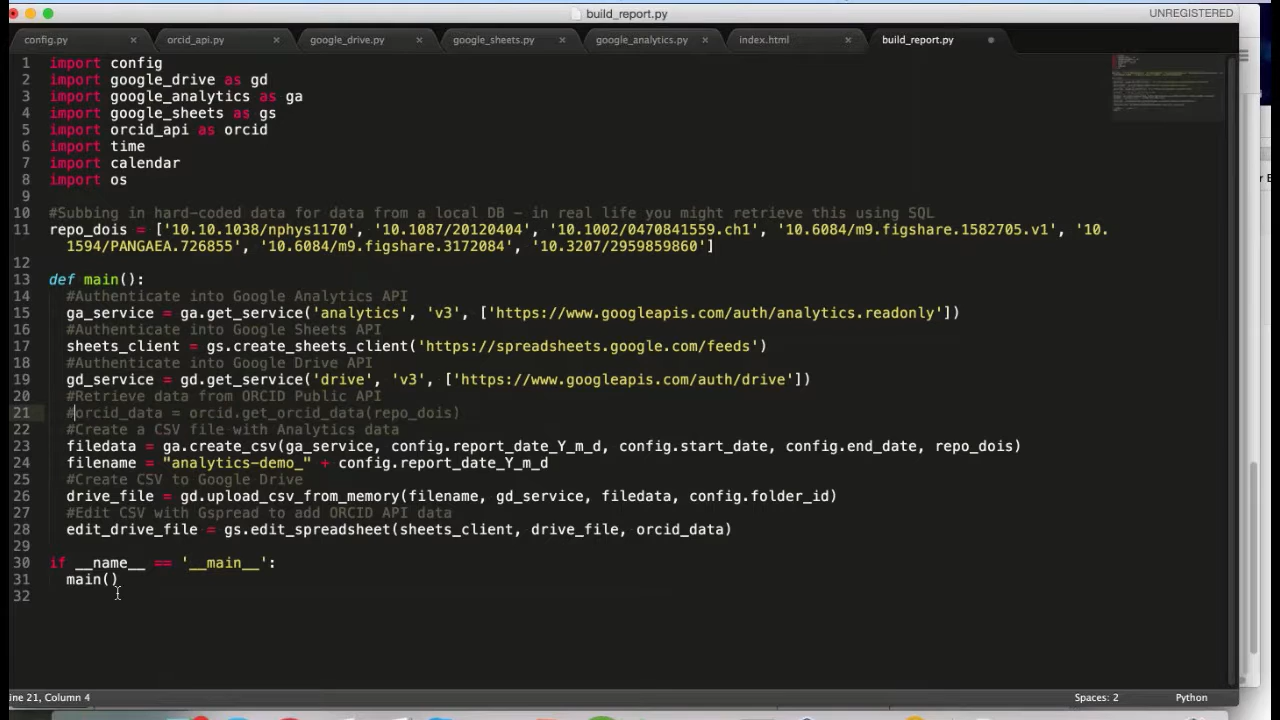 build_report.py
UNREGISTERED
config.py × orcid_api.py × google_drive.py × google_sheets.py × google_analytics.py × index.html × build_report.py
1 import config
2 import google_drive as gd
3 import google_analytics as ga
4 import google_sheets as gs
5 import orcid_api as orcid
6 import time
7 import calendar
8 import os
9
10 #Subbing in hard-coded data for data from a local DB - in real life you might retrieve this using SQL
11 repo_dois = ['10.10.1038/nphys1170', '10.1087/20120404', '10.1002/0470841559.ch1', '10.6084/m9.figshare.1582705.v1', '10.
1594/PANGAEA.726855', '10.6084/m9.figshare.3172084', '10.3207/2959859860']
12
13 def main():
14 #Authenticate into Google Analytics API
15 ga_service = ga.get_service('analytics', 'v3', ['https://www.googleapis.com/auth/analytics.readonly'])
16 #Authenticate into Google Sheets API
17 sheets_client = gs.create_sheets_client('https://spreadsheets.google.com/feeds')
18 #Authenticate into Google Drive API
19 gd_service = gd.get_service('drive', 'v3', ['https://www.googleapis.com/auth/drive'])
20 #Retrieve data from ORCID Public API
21 #orcid_data = orcid.get_orcid_data(repo_dois)
22 #Create a CSV file with Analytics data
23 filedata = ga.create_csv(ga_service, config.report_date_Y_m_d, config.start_date, config.end_date, repo_dois)
24 filename = "analytics-demo_" + config.report_date_Y_m_d
25 #Create CSV to Google Drive
26 drive_file = gd.upload_csv_from_memory(filename, gd_service, filedata, config.folder_id)
27 #Edit CSV with Gspread to add ORCID API data
28 edit_drive_file = gs.edit_spreadsheet(sheets_client, drive_file, orcid_data)
29
30 if __name__ == '__main__':
31 main()
32
ine 21, Column 4
Spaces: 2
Python